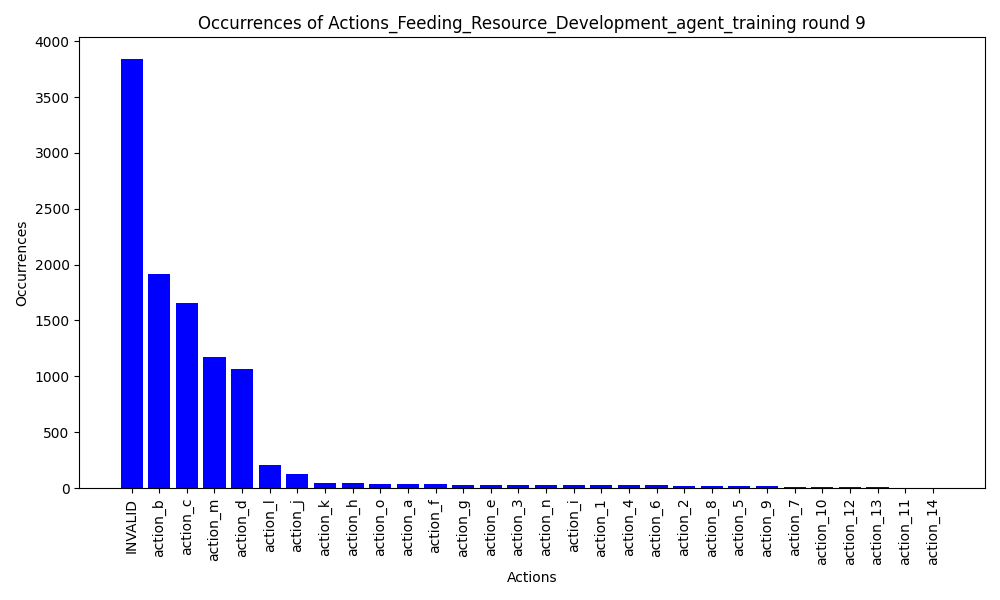 Occurrences of Actions_Feeding_Resource_Development_agent_training round 9
4000
3500
3000
2500
2000
1500
1000
500
0
Occurrences
INVALID
action_b
action_c
action_m
action_d
action_l
action_j
action_k
action_h
action_o
action_a
action_f
action_g
action_e
action_3
action_n
action_i
action_1
action_4
action_6
action_2
action_8
action_5
action_9
action_7
action_10
action_12
action_13
action_11
action_14
Actions